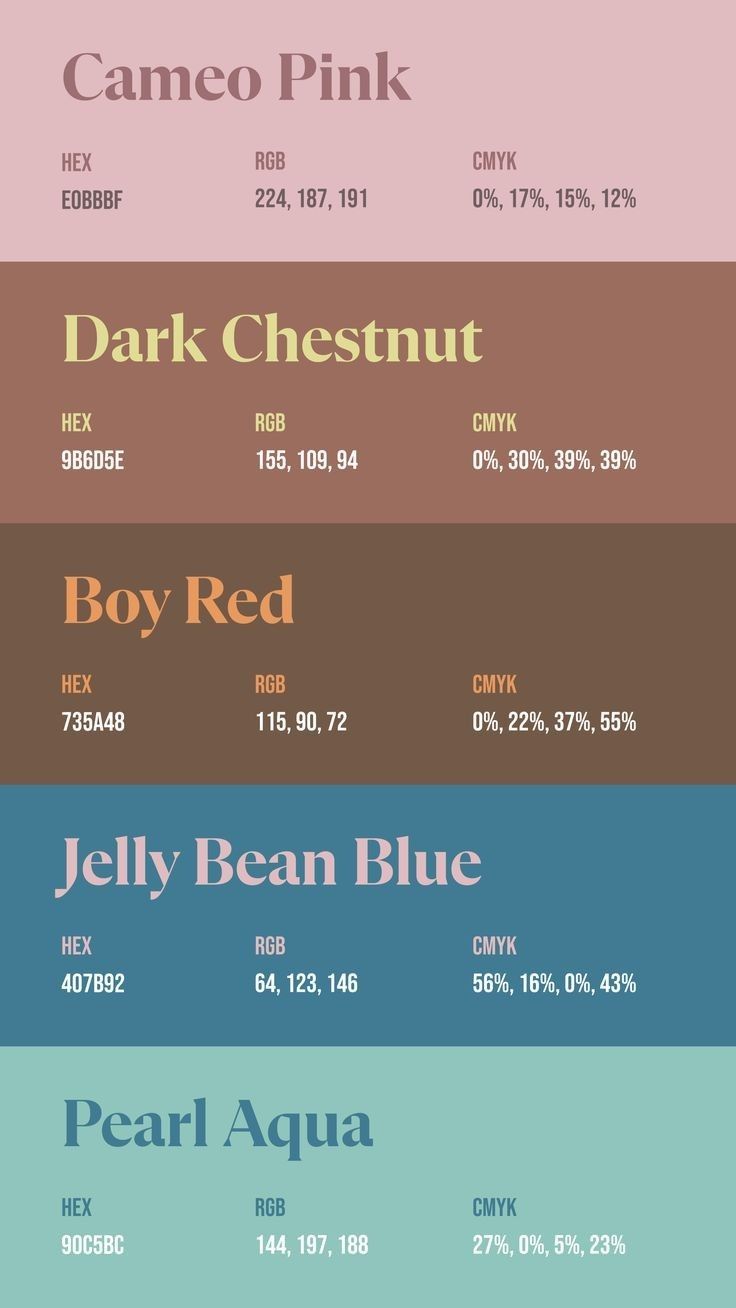 Cameo Pink
HEX RGB CMYK
E0BBBF 224, 187, 191 0%, 17%, 15%, 12%
Dark Chestnut
HEX RGB CMYK
9B6D5E 155, 109, 94 0%, 30%, 39%, 39%
Boy Red
HEX RGB CMYK
735A48 115, 90, 72 0%, 22%, 37%, 55%
Jelly Bean Blue
HEX RGB CMYK
407B92 64, 123, 146 56%, 16%, 0%, 43%
Pearl Aqua
HEX RGB CMYK
90C5BC 144, 197, 188 27%, 0%, 5%, 23%